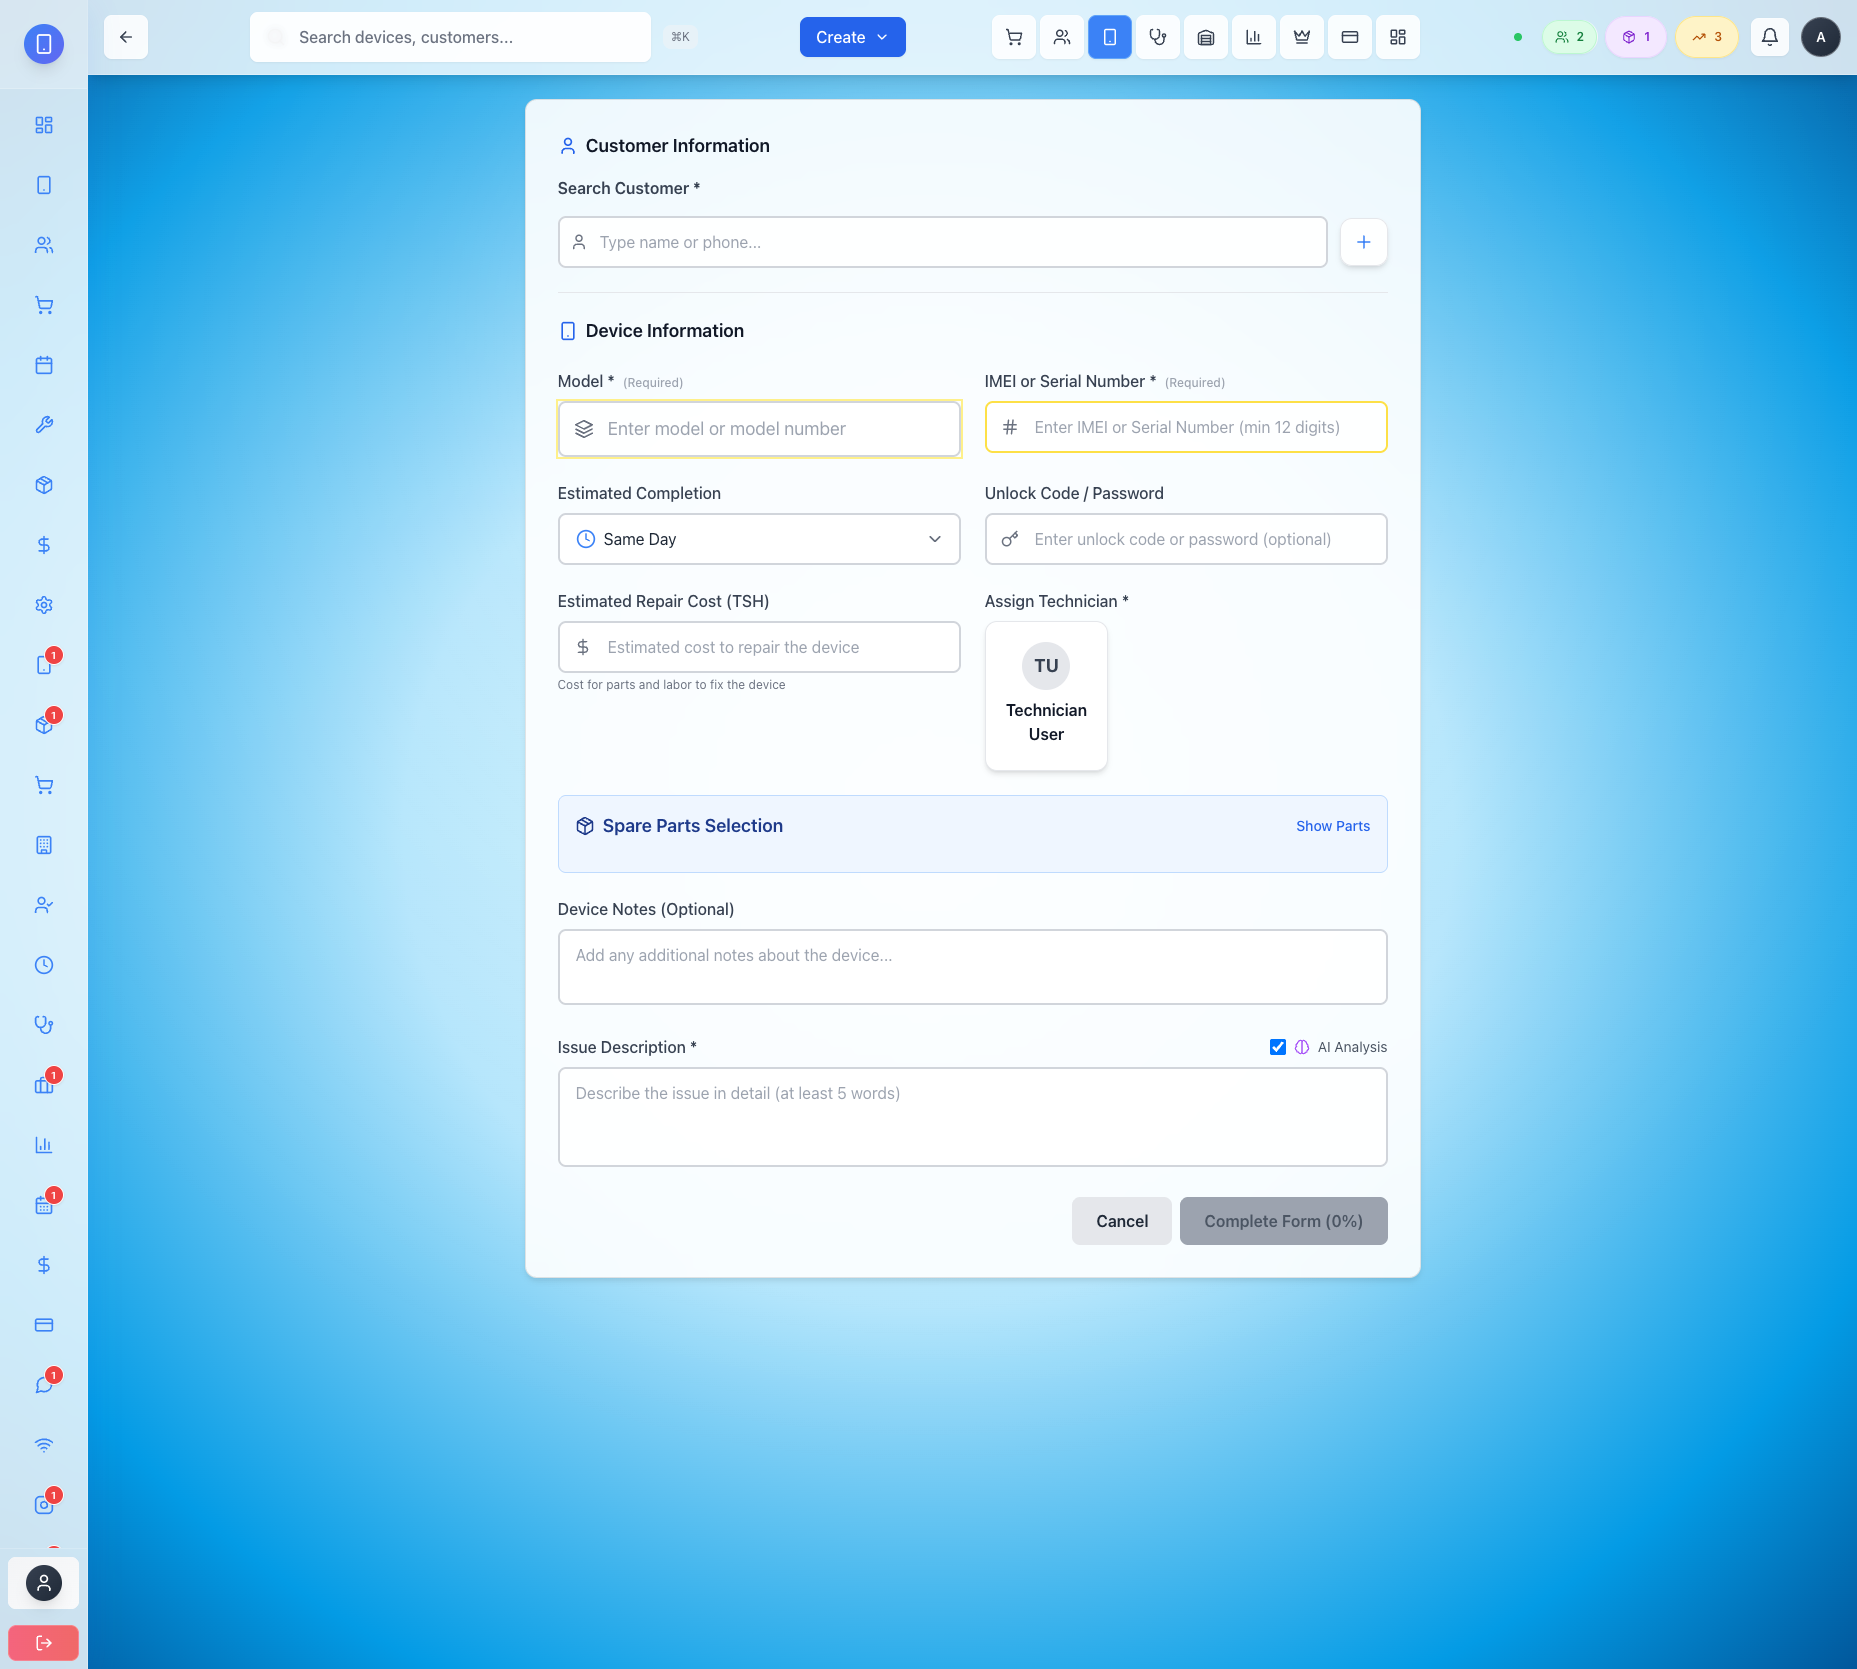 Search devices, customers...
⌘K
Create
2
1
3
A
Customer Information
Search Customer *
Type name or phone...
Device Information
Model * (Required)
IMEI or Serial Number * (Required)
Enter model or model number
Enter IMEI or Serial Number (min 12 digits)
Estimated Completion
Unlock Code / Password
Same Day
Enter unlock code or password (optional)
Estimated Repair Cost (TSH)
Assign Technician *
Estimated cost to repair the device
Cost for parts and labor to fix the device
TU
Technician
User
Spare Parts Selection
Show Parts
Device Notes (Optional)
Add any additional notes about the device...
Issue Description *
AI Analysis
Describe the issue in detail (at least 5 words)
Cancel
Complete Form (0%)
1
1
1
1
1
1